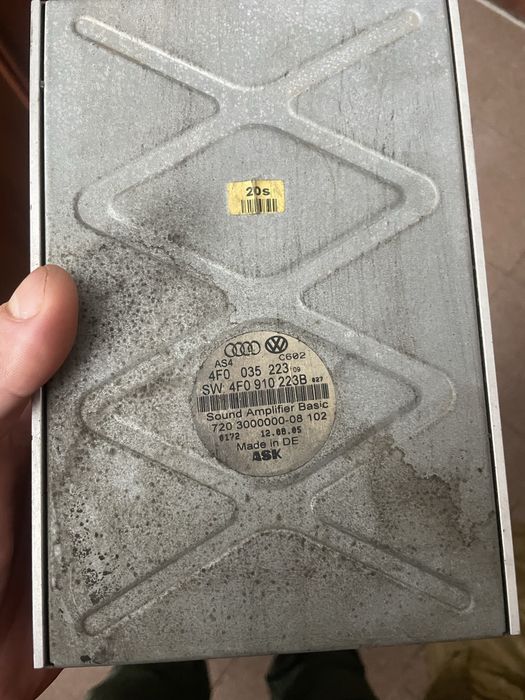 20s
AS4 C602
4F0 035 223 09
SW 4F0 910 223B 027
Sound Amplifier Basic
720 3000000-08 102
0172 12.08.05
Made in DE
ASK